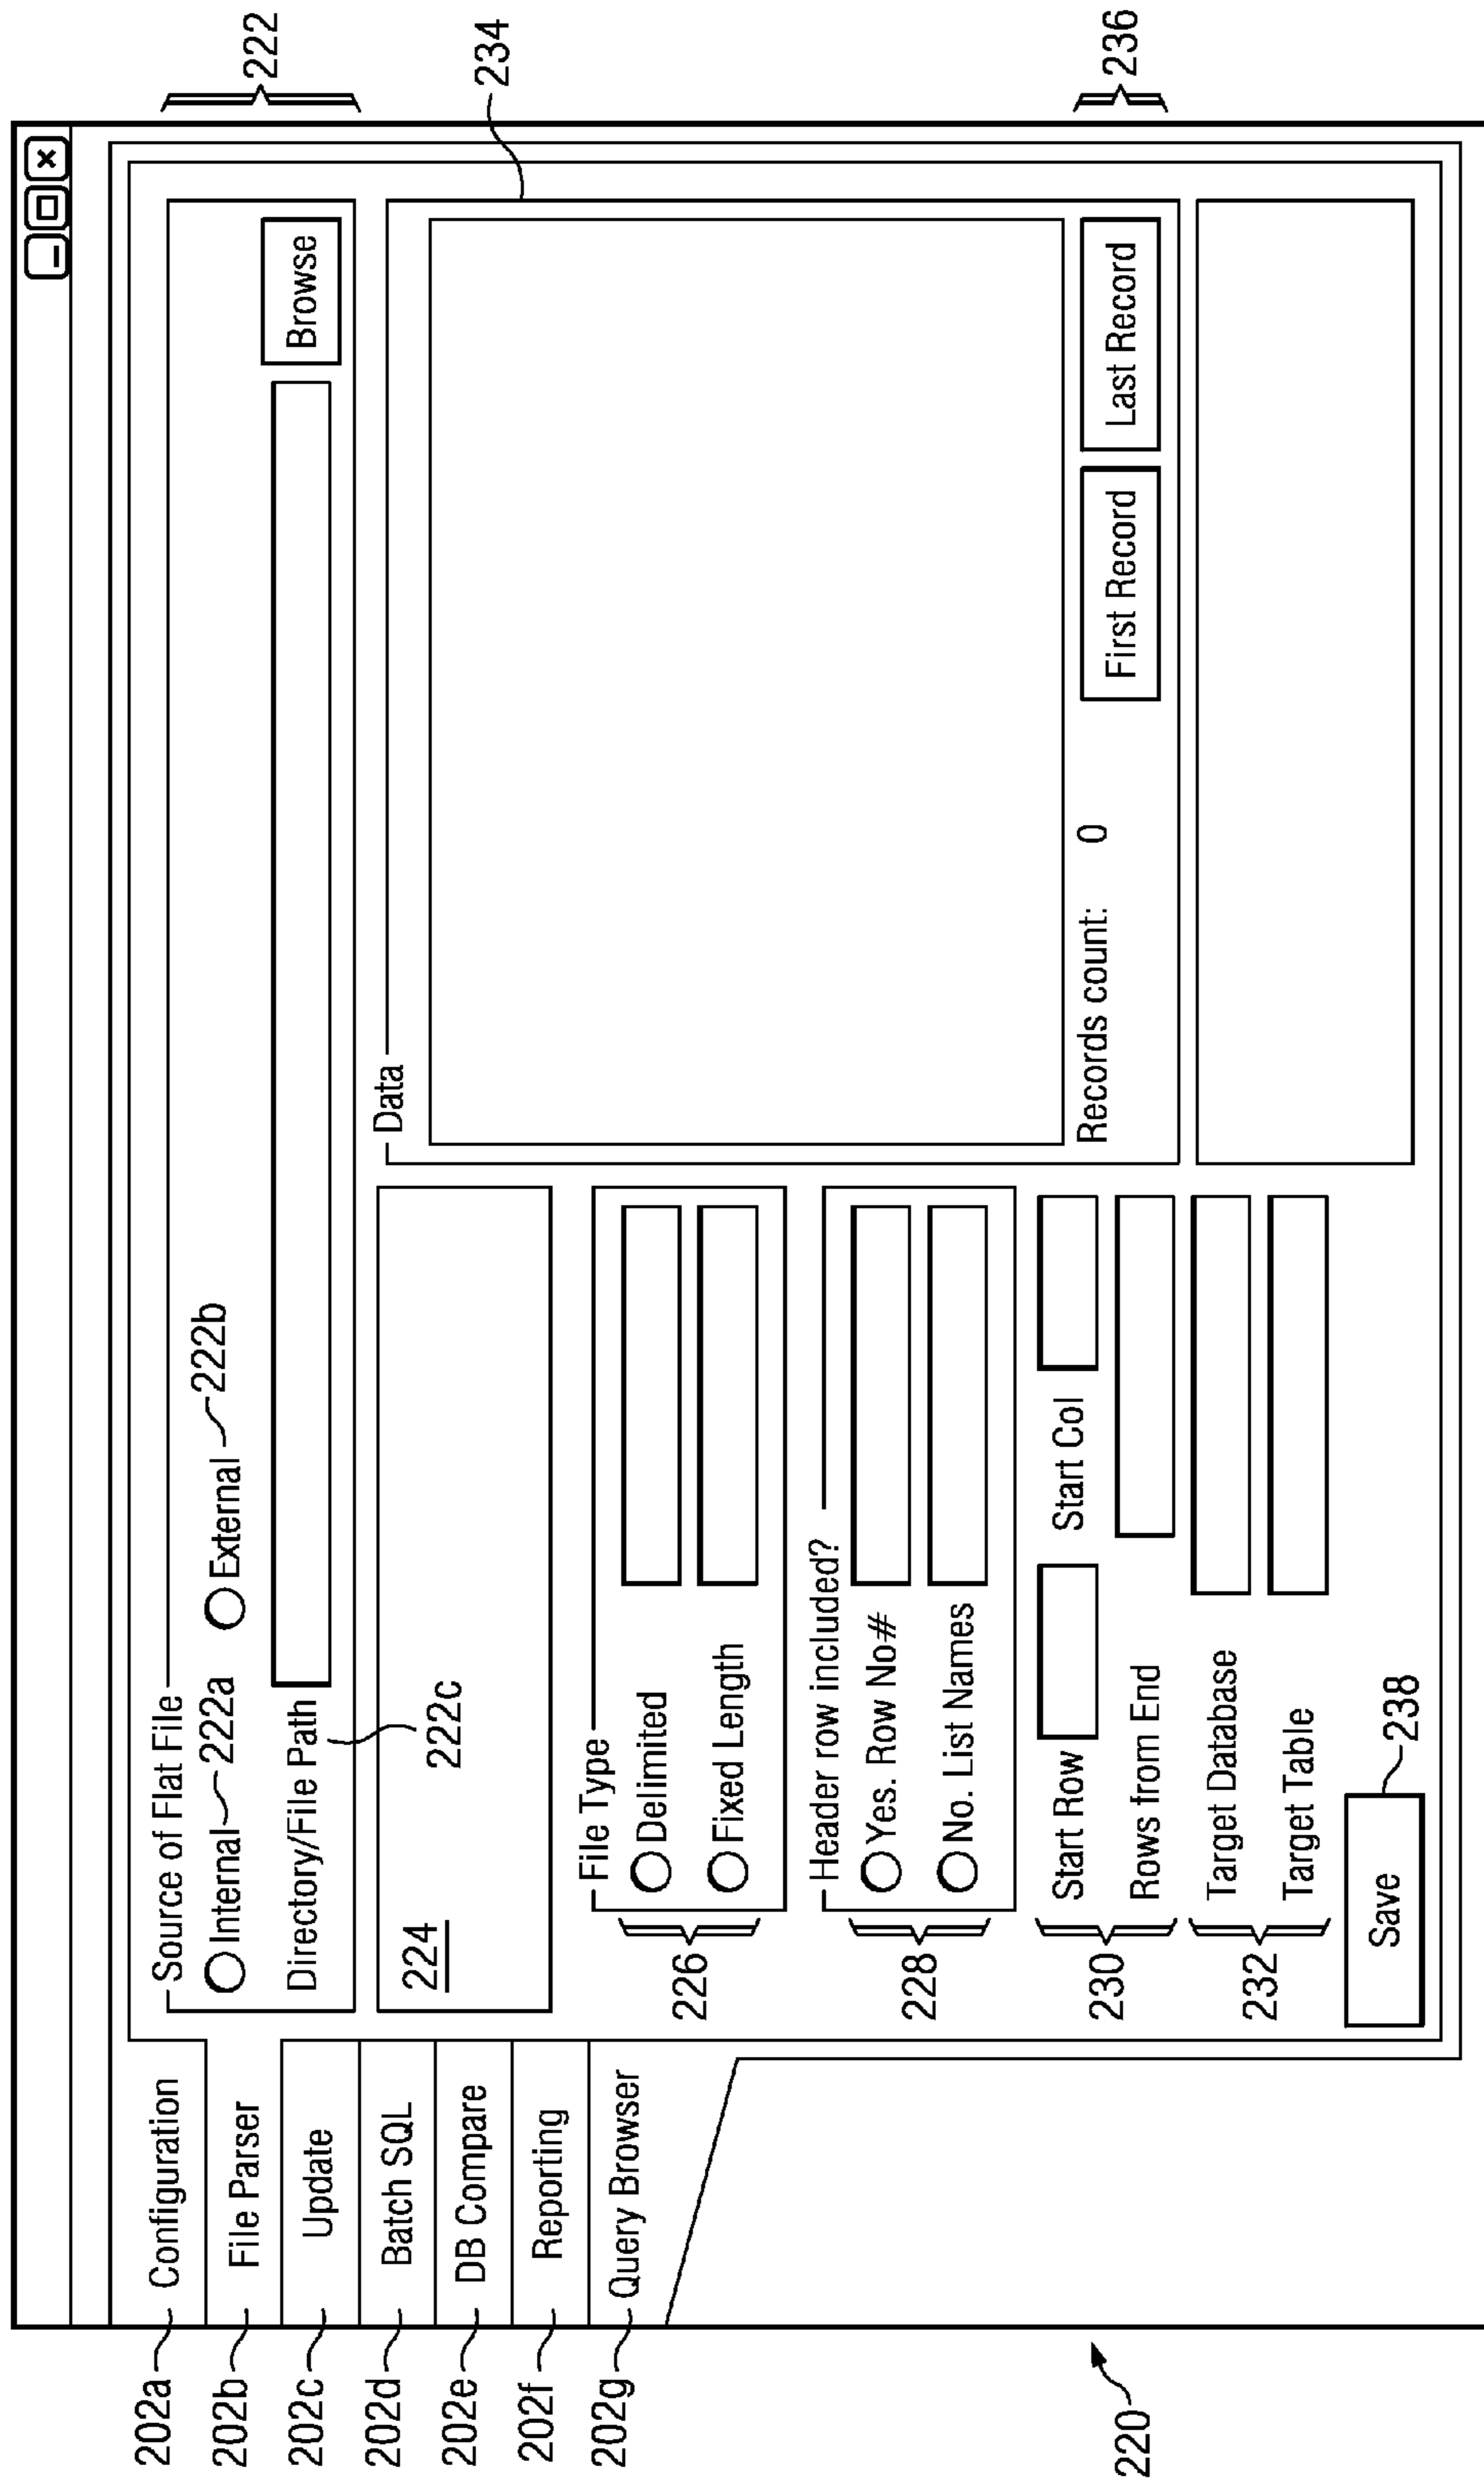 222
Source of Flat File
202a
Configuration
Internal
222a
External
222b
202b
File Parser
Directory/File Path
Browse
202c
Update
222c
234
202d
Batch SQL
224
Data
202e
DB Compare
202f
Reporting
File Type
202g
Query Browser
226
Delimited
Fixed Length
Header row included?
228
Yes. Row No#
No. List Names
230
Start Row
Start Col
Records count: 0
First Record
Last Record
236
Rows from End
220
232
Target Database
Target Table
Save
238